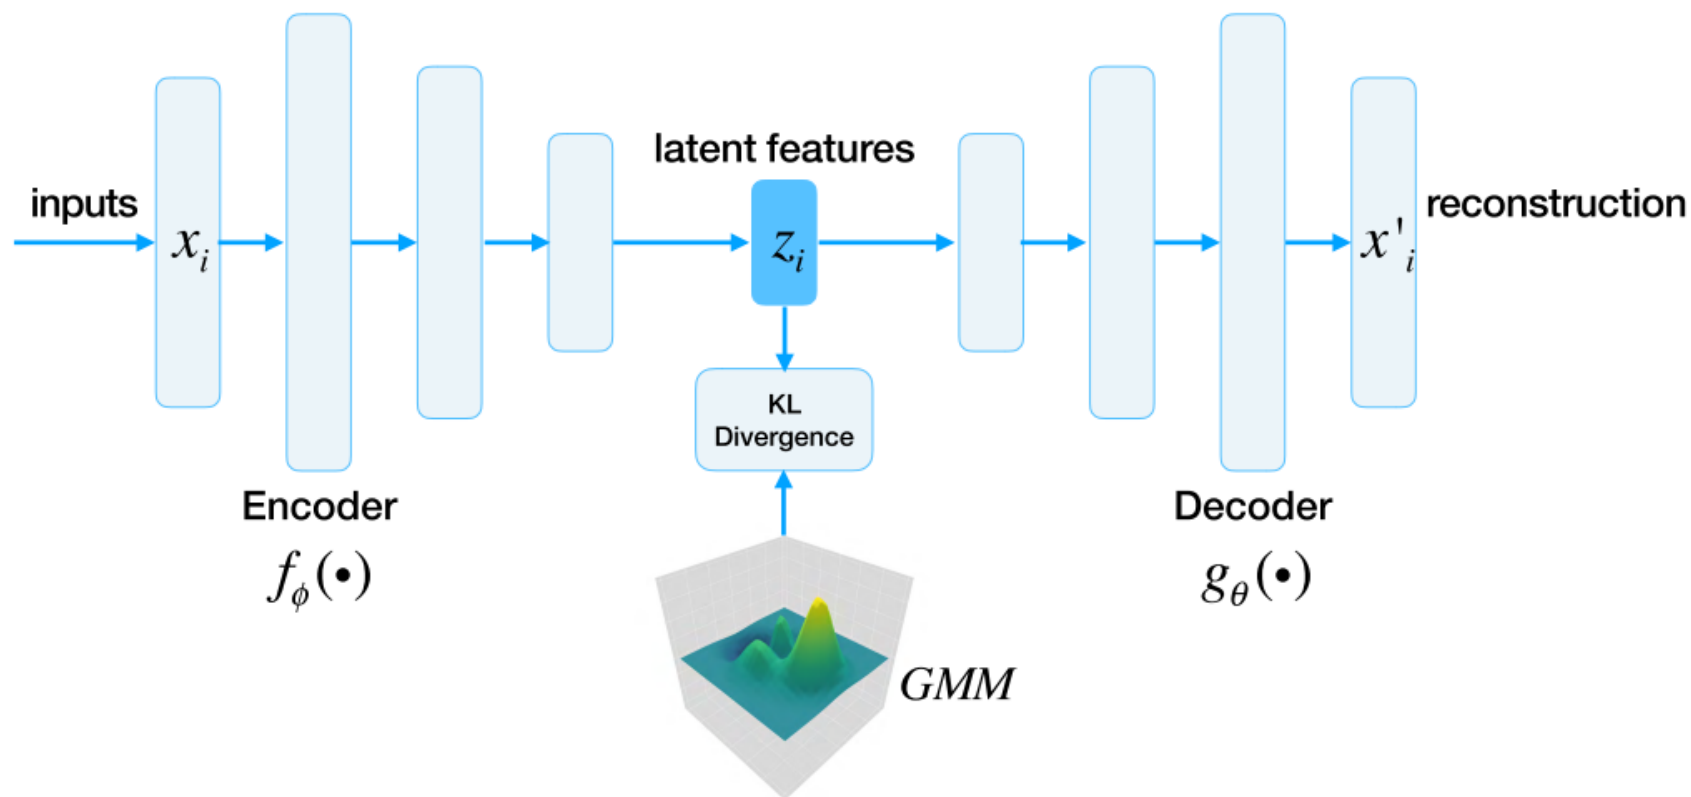 latent features
inputs
reconstruction
x_i
z_i
x'_i
KL
Divergence
Encoder
Decoder
f_ϕ(•)
g_θ(•)
GMM